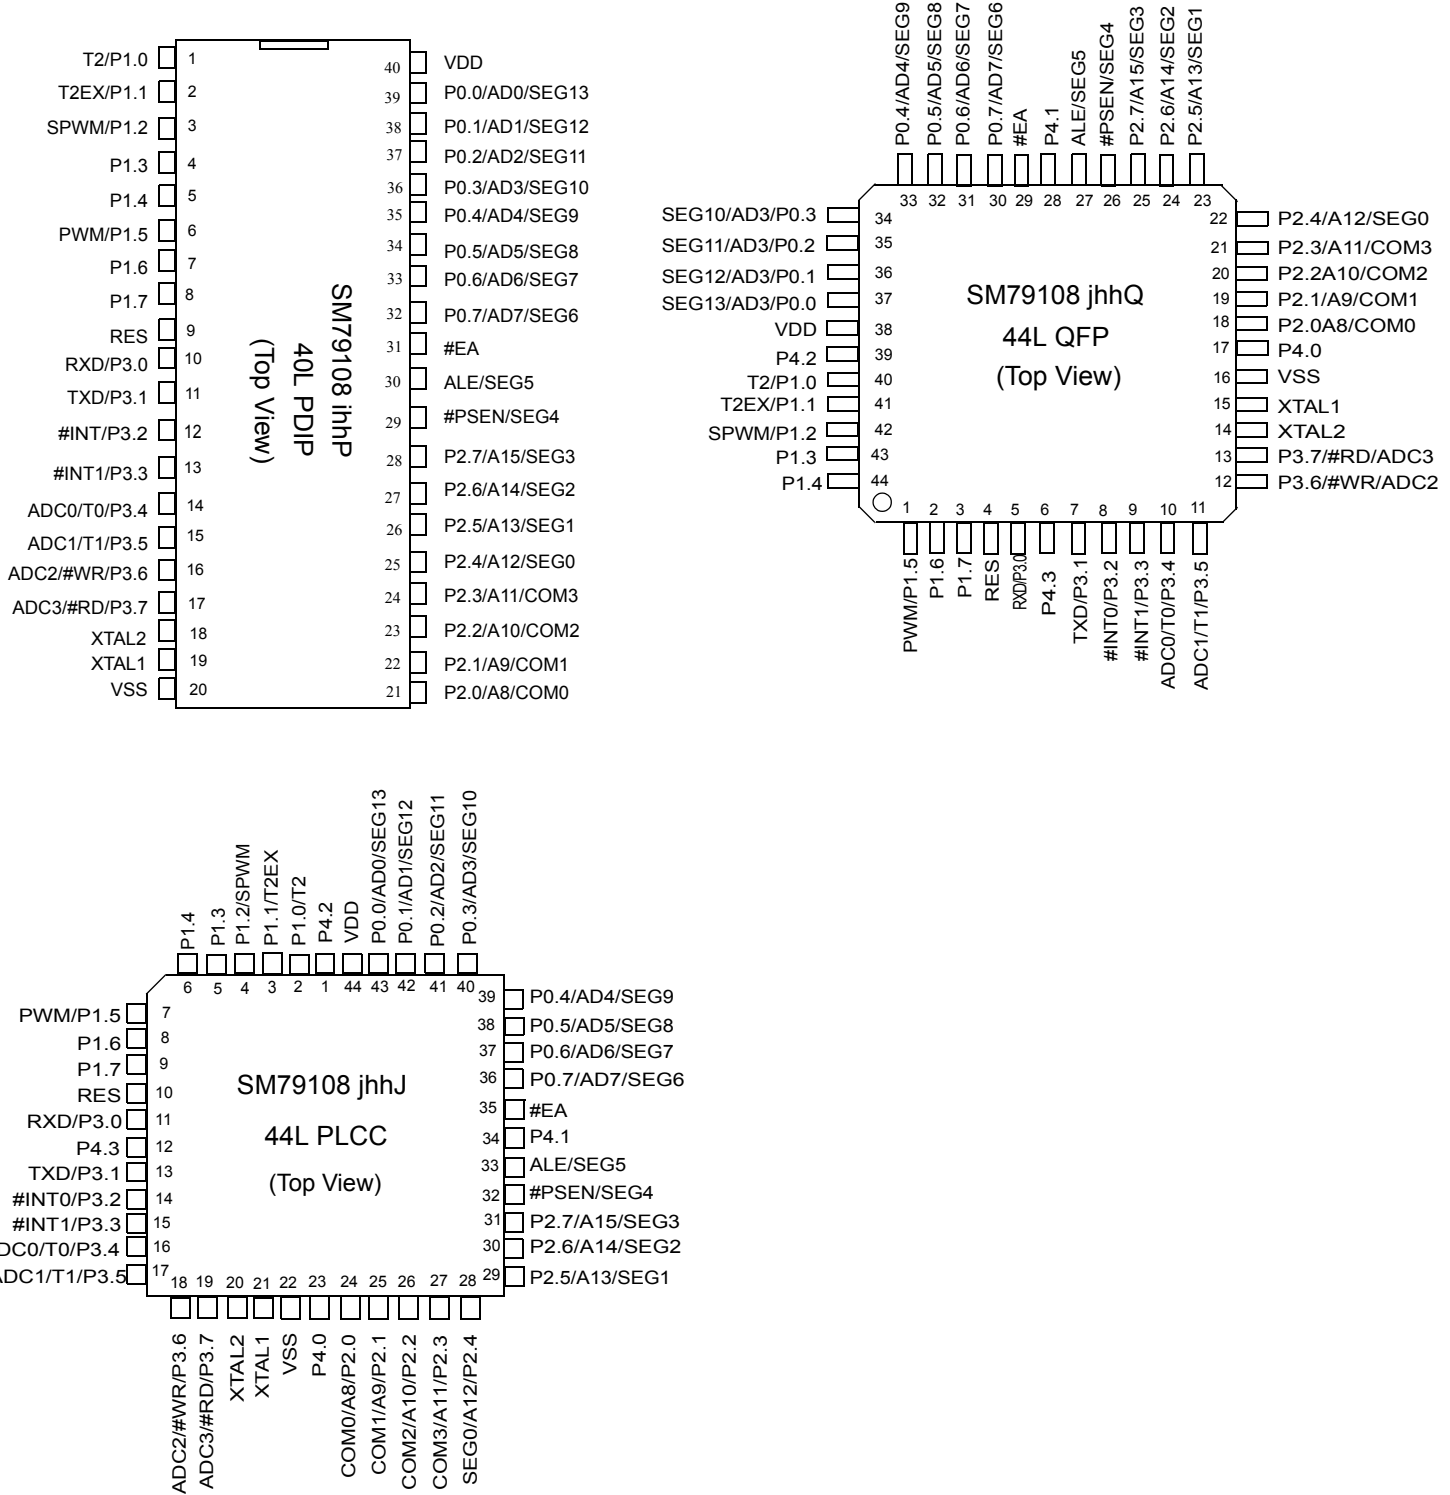 T2/P1.0 1
T2EX/P1.1 2
SPWM/P1.2 3
P1.3 4
P1.4 5
PWM/P1.5 6
P1.6 7
P1.7 8
RES 9
RXD/P3.0 10
TXD/P3.1 11
#INT/P3.2 12
#INT1/P3.3 13
ADC0/T0/P3.4 14
ADC1/T1/P3.5 15
ADC2/#WR/P3.6 16
ADC3/#RD/P3.7 17
XTAL2 18
XTAL1 19
VSS 20
SM79108 ihhP
40L PDIP
(Top View)
40 VDD
39 P0.0/AD0/SEG13
38 P0.1/AD1/SEG12
37 P0.2/AD2/SEG11
36 P0.3/AD3/SEG10
35 P0.4/AD4/SEG9
34 P0.5/AD5/SEG8
33 P0.6/AD6/SEG7
32 P0.7/AD7/SEG6
31 #EA
30 ALE/SEG5
29 #PSEN/SEG4
28 P2.7/A15/SEG3
27 P2.6/A14/SEG2
26 P2.5/A13/SEG1
25 P2.4/A12/SEG0
24 P2.3/A11/COM3
23 P2.2/A10/COM2
22 P2.1/A9/COM1
21 P2.0/A8/COM0
P0.4/AD4/SEG9 33
P0.5/AD5/SEG8 32
P0.6/AD6/SEG7 31
P0.7/AD7/SEG6 30
#EA 29
P4.1 28
ALE/SEG5 27
#PSEN/SEG4 26
P2.7/A15/SEG3 25
P2.6/A14/SEG2 24
P2.5/A13/SEG1 23
SEG10/AD3/P0.3 34
SEG11/AD3/P0.2 35
SEG12/AD3/P0.1 36
SEG13/AD3/P0.0 37
VDD 38
P4.2 39
T2/P1.0 40
T2EX/P1.1 41
SPWM/P1.2 42
P1.3 43
P1.4 44
SM79108 jhhQ
44L QFP
(Top View)
22 P2.4/A12/SEG0
21 P2.3/A11/COM3
20 P2.2A10/COM2
19 P2.1/A9/COM1
18 P2.0A8/COM0
17 P4.0
16 VSS
15 XTAL1
14 XTAL2
13 P3.7/#RD/ADC3
12 P3.6/#WR/ADC2
1 PWM/P1.5
2 P1.6
3 P1.7
4 RES
5 RXD/P3.0
6 P4.3
7 TXD/P3.1
8 #INT0/P3.2
9 #INT1/P3.3
10 ADC0/T0/P3.4
11 ADC1/T1/P3.5
P1.4 6
P1.3 5
P1.2/SPWM 4
P1.1/T2EX 3
P1.0/T2 2
P4.2 1
VDD 44
P0.0/AD0/SEG13 43
P0.1/AD1/SEG12 42
P0.2/AD2/SEG11 41
P0.3/AD3/SEG10 40
PWM/P1.5 7
P1.6 8
P1.7 9
RES 10
RXD/P3.0 11
P4.3 12
TXD/P3.1 13
#INT0/P3.2 14
#INT1/P3.3 15
DC0/T0/P3.4 16
ADC1/T1/P3.5 17
SM79108 jhhJ
44L PLCC
(Top View)
39 P0.4/AD4/SEG9
38 P0.5/AD5/SEG8
37 P0.6/AD6/SEG7
36 P0.7/AD7/SEG6
35 #EA
34 P4.1
33 ALE/SEG5
32 #PSEN/SEG4
31 P2.7/A15/SEG3
30 P2.6/A14/SEG2
29 P2.5/A13/SEG1
18 ADC2/#WR/P3.6
19 ADC3/#RD/P3.7
20 XTAL2
21 XTAL1
22 VSS
23 P4.0
24 COM0/A8/P2.0
25 COM1/A9/P2.1
26 COM2/A10/P2.2
27 COM3/A11/P2.3
28 SEG0/A12/P2.4